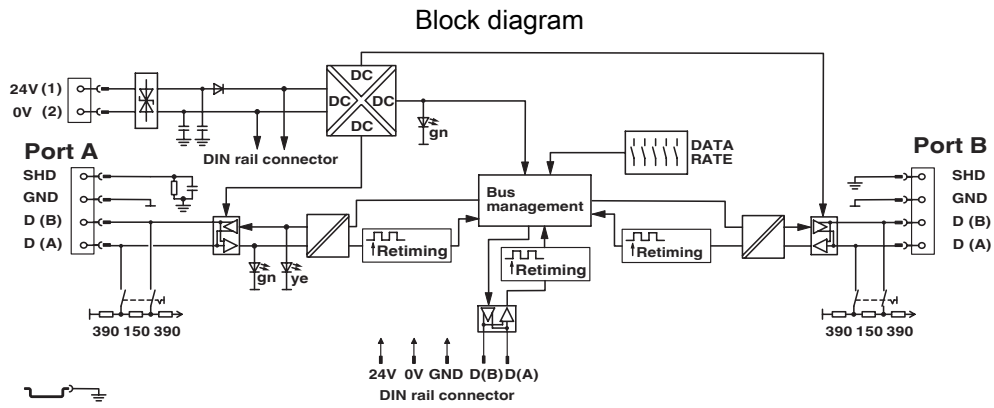 Block diagram
24V (1)
0V (2)
DC
DC DC
DC
gn
DIN rail connector
DATA
RATE
Port A
Port B
SHD
GND
D (B)
D (A)
SHD
GND
D (B)
D (A)
Bus
management
Retiming
Retiming
Retiming
gn
ye
390 150 390
390 150 390
24V 0V GND D(B) D(A)
DIN rail connector